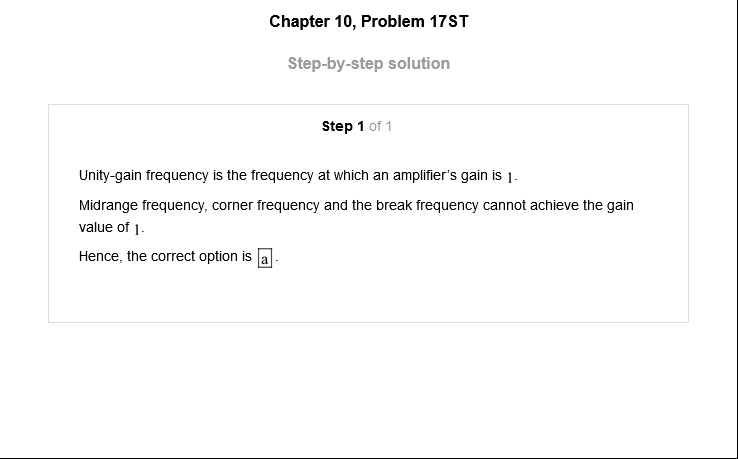 Chapter 10, Problem 17ST
Step-by-step solution
Step 1 of 1
Unity-gain frequency is the frequency at which an amplifier's gain is 1.
Midrange frequency, corner frequency and the break frequency cannot achieve the gain
value of 1.
Hence, the correct option is a.